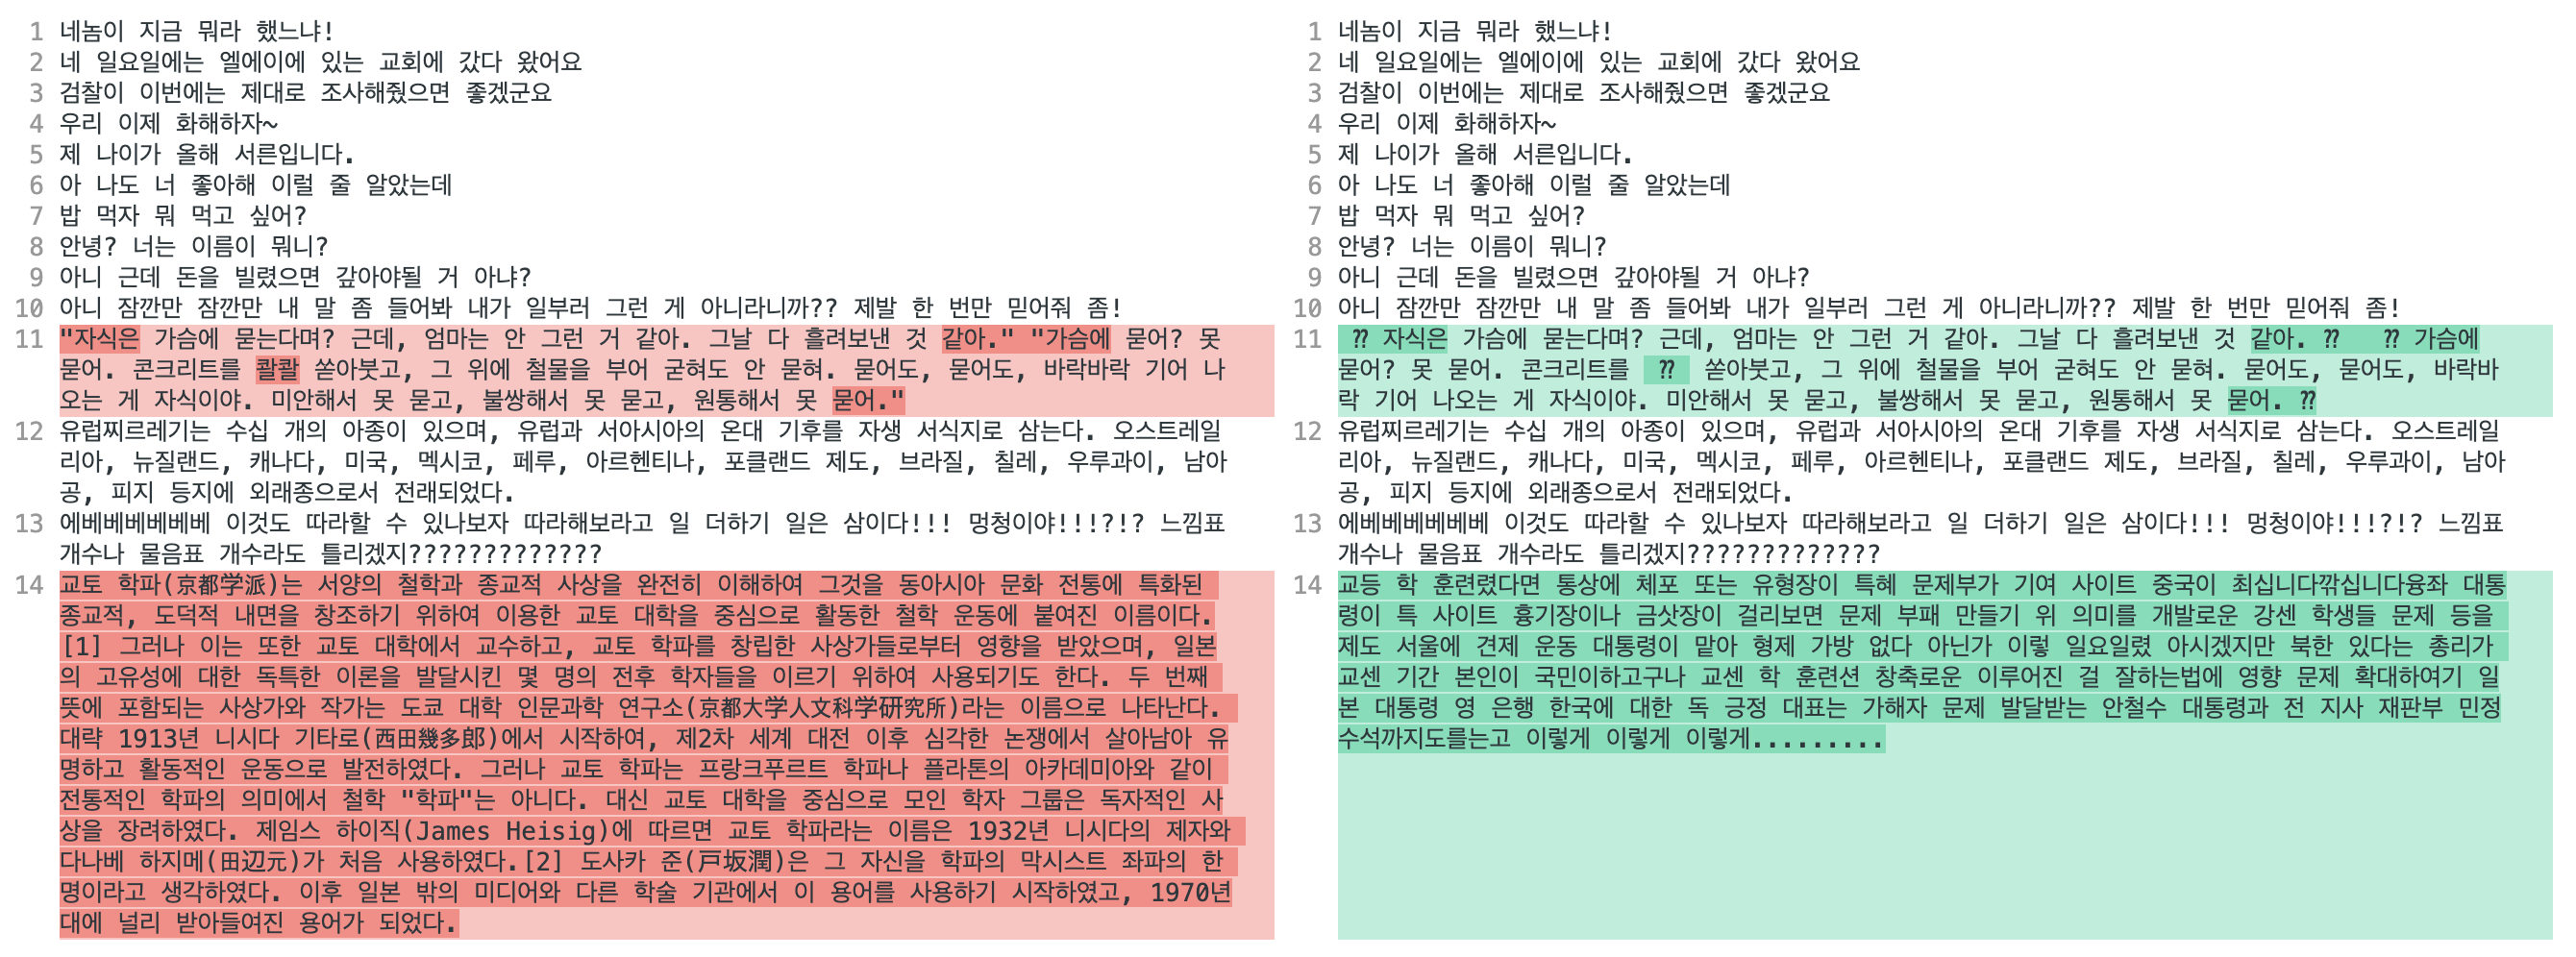 1 네놈이 지금 뭐라 했느냐!
2 네 일요일에는 엘에이에 있는 교회에 갔다 왔어요
3 검찰이 이번에는 제대로 조사해줬으면 좋겠군요
4 우리 이제 화해하자~
5 제 나이가 올해 서른입니다.
6 아 나도 너 좋아해 이럴 줄 알았는데
7 밥 먹자 뭐 먹고 싶어?
8 안녕? 너는 이름이 뭐니?
9 아니 근데 돈을 빌렸으면 갚아야될 거 아냐?
10 아니 잠깐만 잠깐만 내 말 좀 들어봐 내가 일부러 그런 게 아니라니까?? 제발 한 번만 믿어줘 좀!
11 "자식은 가슴에 묻는다며? 근데, 엄마는 안 그런 거 같아. 그날 다 흘려보낸 것 같아." "가슴에 묻어? 못
묻어. 콘크리트를 콸콸 쏟아붓고, 그 위에 철물을 부어 굳혀도 안 묻혀. 묻어도, 묻어도, 바락바락 기어 나
오는 게 자식이야. 미안해서 못 묻고, 불쌍해서 못 묻고, 원통해서 못 묻어."
12 유럽찌르레기는 수십 개의 아종이 있으며, 유럽과 서아시아의 온대 기후를 자생 서식지로 삼는다. 오스트레일
리아, 뉴질랜드, 캐나다, 미국, 멕시코, 페루, 아르헨티나, 포클랜드 제도, 브라질, 칠레, 우루과이, 남아
공, 피지 등지에 외래종으로서 전래되었다.
13 에베베베베베베 이것도 따라할 수 있나보자 따라해보라고 일 더하기 일은 삼이다!!! 멍청이야!!!?!? 느낌표
개수나 물음표 개수라도 틀리겠지?????????????
14 교토 학파(京都学派)는 서양의 철학과 종교적 사상을 완전히 이해하여 그것을 동아시아 문화 전통에 특화된
종교적, 도덕적 내면을 창조하기 위하여 이용한 교토 대학을 중심으로 활동한 철학 운동에 붙여진 이름이다.
[1] 그러나 이는 또한 교토 대학에서 교수하고, 교토 학파를 창립한 사상가들로부터 영향을 받았으며, 일본
의 고유성에 대한 독특한 이론을 발달시킨 몇 명의 전후 학자들을 이르기 위하여 사용되기도 한다. 두 번째
뜻에 포함되는 사상가와 작가는 도쿄 대학 인문과학 연구소(京都大学人文科学研究所)라는 이름으로 나타난다.
대략 1913년 니시다 기타로(西田幾多郎)에서 시작하여, 제2차 세계 대전 이후 심각한 논쟁에서 살아남아 유
명하고 활동적인 운동으로 발전하였다. 그러나 교토 학파는 프랑크푸르트 학파나 플라톤의 아카데미아와 같이
전통적인 학파의 의미에서 철학 "학파"는 아니다. 대신 교토 대학을 중심으로 모인 학자 그룹은 독자적인 사
상을 장려하였다. 제임스 하이직(James Heisig)에 따르면 교토 학파라는 이름은 1932년 니시다의 제자와
다나베 하지메(田辺元)가 처음 사용하였다.[2] 도사카 준(戸坂潤)은 그 자신을 학파의 막시스트 좌파의 한
명이라고 생각하였다. 이후 일본 밖의 미디어와 다른 학술 기관에서 이 용어를 사용하기 시작하였고, 1970년
대에 널리 받아들여진 용어가 되었다.
1 네놈이 지금 뭐라 했느냐!
2 네 일요일에는 엘에이에 있는 교회에 갔다 왔어요
3 검찰이 이번에는 제대로 조사해줬으면 좋겠군요
4 우리 이제 화해하자~
5 제 나이가 올해 서른입니다.
6 아 나도 너 좋아해 이럴 줄 알았는데
7 밥 먹자 뭐 먹고 싶어?
8 안녕? 너는 이름이 뭐니?
9 아니 근데 돈을 빌렸으면 갚아야될 거 아냐?
10 아니 잠깐만 잠깐만 내 말 좀 들어봐 내가 일부러 그런 게 아니라니까?? 제발 한 번만 믿어줘 좀!
11 ⁇ 자식은 가슴에 묻는다며? 근데, 엄마는 안 그런 거 같아. 그날 다 흘려보낸 것 같아. ⁇ ⁇ 가슴에
묻어? 못 묻어. 콘크리트를 ⁇ 쏟아붓고, 그 위에 철물을 부어 굳혀도 안 묻혀. 묻어도, 묻어도, 바락바
락 기어 나오는 게 자식이야. 미안해서 못 묻고, 불쌍해서 못 묻고, 원통해서 못 묻어. ⁇
12 유럽찌르레기는 수십 개의 아종이 있으며, 유럽과 서아시아의 온대 기후를 자생 서식지로 삼는다. 오스트레일
리아, 뉴질랜드, 캐나다, 미국, 멕시코, 페루, 아르헨티나, 포클랜드 제도, 브라질, 칠레, 우루과이, 남아
공, 피지 등지에 외래종으로서 전래되었다.
13 에베베베베베베 이것도 따라할 수 있나보자 따라해보라고 일 더하기 일은 삼이다!!! 멍청이야!!!?!? 느낌표
개수나 물음표 개수라도 틀리겠지?????????????
14 교등 학 훈련렸다면 통상에 체포 또는 유형장이 특혜 문제부가 기여 사이트 중국이 최십니다깎십니다융좌 대통
령이 특 사이트 흉기장이나 금삿장이 걸리보면 문제 부패 만들기 위 의미를 개발로운 강센 학생들 문제 등을
제도 서울에 견제 운동 대통령이 맡아 형제 가방 없다 아닌가 이렇 일요일렸 아시겠지만 북한 있다는 총리가
교센 기간 본인이 국민이하고구나 교센 학 훈련션 창축로운 이루어진 걸 잘하는법에 영향 문제 확대하여기 일
본 대통령 영 은행 한국에 대한 독 긍정 대표는 가해자 문제 발달받는 안철수 대통령과 전 지사 재판부 민정
수석까지도를는고 이렇게 이렇게 이렇게.........